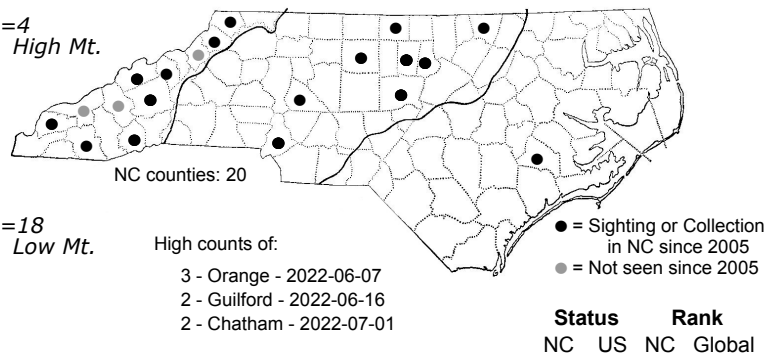 =4
High Mt.
NC counties: 20
=18
Low Mt.
High counts of:
3 - Orange - 2022-06-07
2 - Guilford - 2022-06-16
2 - Chatham - 2022-07-01
= Sighting or Collection
in NC since 2005
= Not seen since 2005
Status Rank
NC US NC Global